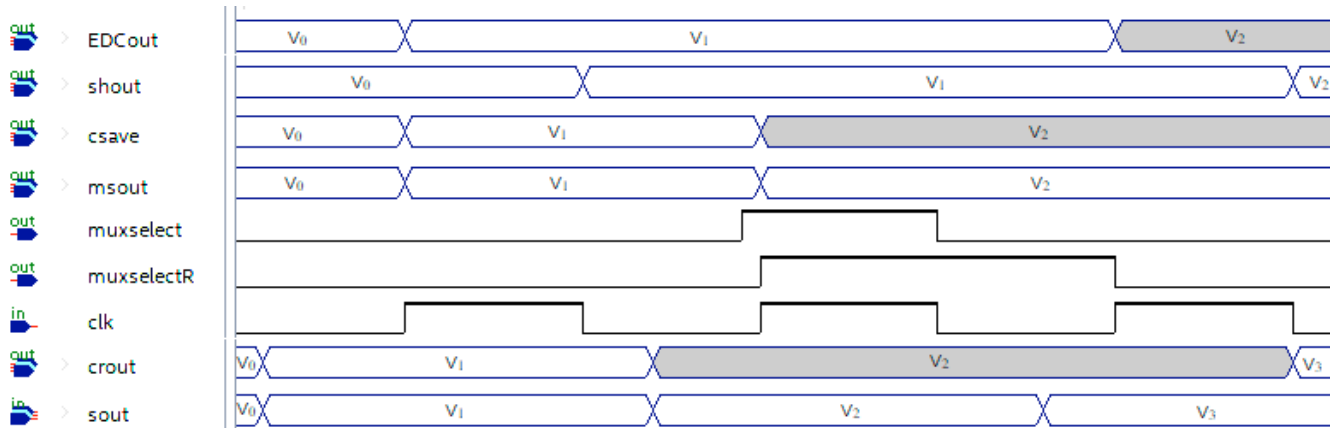 out EDCout V₀ V₁ V₂
out shout V₀ V₁ V₂
out csave V₀ V₁ V₂
out msout V₀ V₁ V₂
out muxselect
out muxselectR
in clk
out crout V₀ V₁ V₂ V₃
in sout V₀ V₁ V₂ V₃